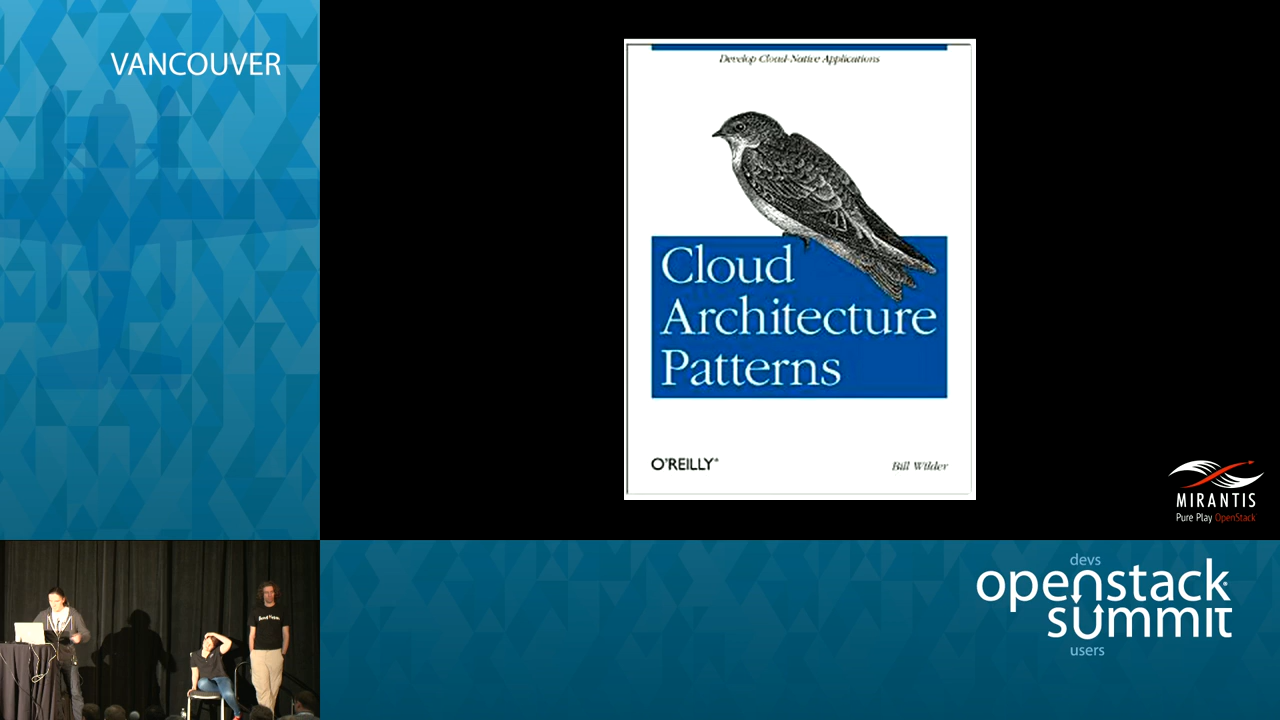 VANCOUVER
Develop Cloud-Native Applications
Cloud
Architecture
Patterns
O'REILLY®
Bill Wilder
MIRANTIS
Pure Play OpenStack
devs
openstack
summit
users